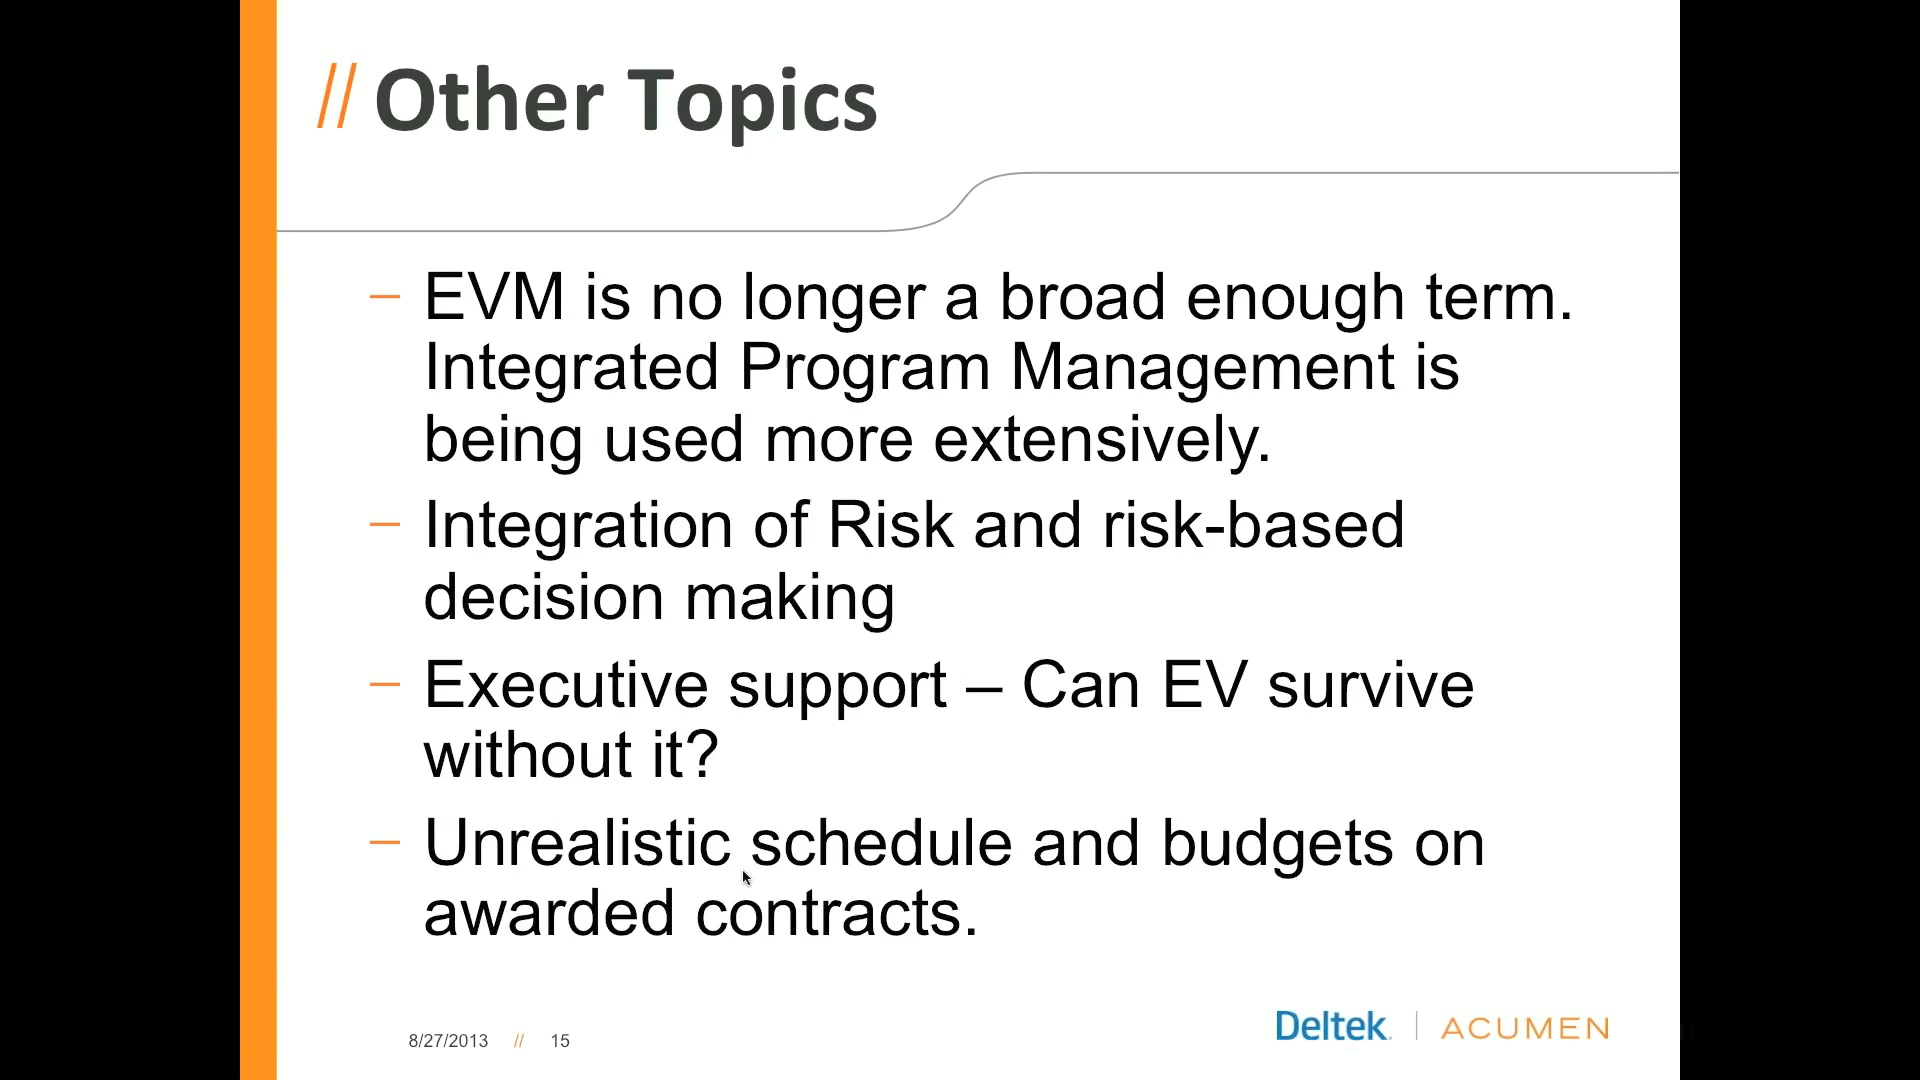 // Other Topics
– EVM is no longer a broad enough term.
Integrated Program Management is
being used more extensively.
– Integration of Risk and risk-based
decision making
– Executive support – Can EV survive
without it?
– Unrealistic schedule and budgets on
awarded contracts.
8/27/2013 // 15
Deltek | ACUMEN